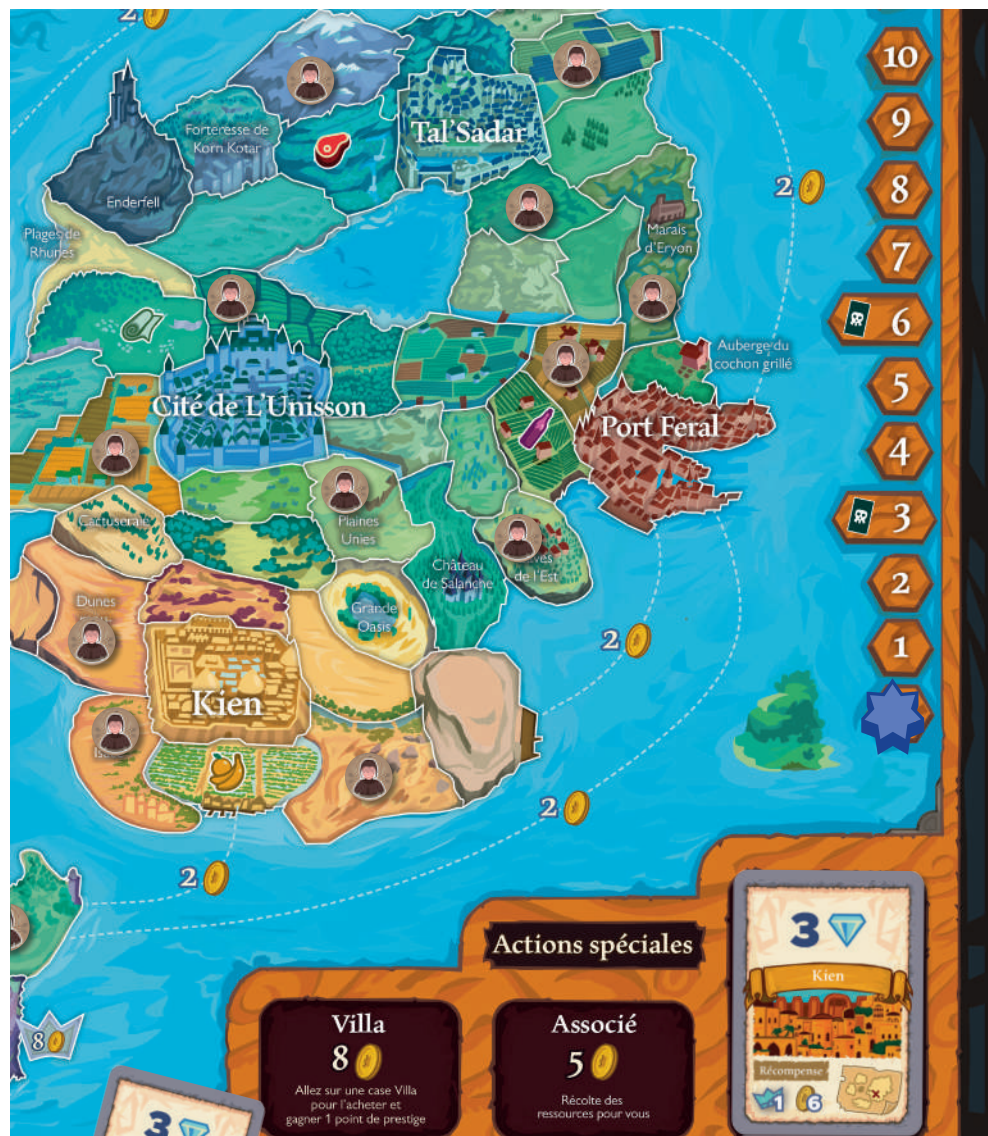 2
10
Tal'Sadar
9
Forteresse de
Korn Kotar
8
2
Enderfell
Plages de
Rhunes
Marais
d'Eryon
7
6
Auberge du
cochon grillé
5
Cité de L'Unisson
Port Feral
4
Cactuseraie
Plaines
Unies
3
Château
de Salanche
de l'Est
2
Dunes
Grande
Oasis
2
1
Kien
2
2
Actions spéciales
3
Kien
8
Villa
8
Allez sur une case Villa
pour l'acheter et
gagner 1 point de prestige
Associé
5
Récolte des
ressources pour vous
Récompense
1
6
3